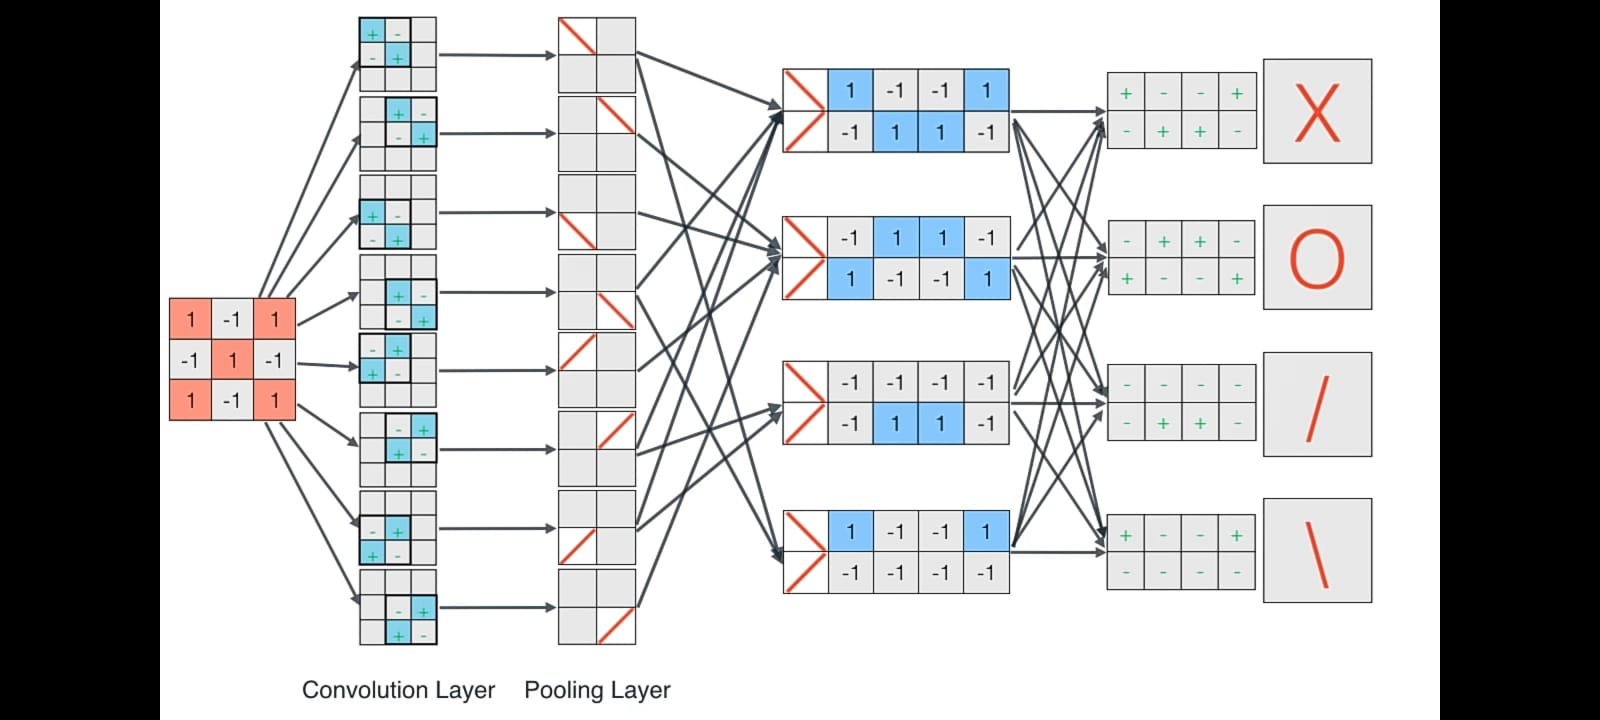 + -
- +
+ -
- +
+ -
- +
+ -
- +
- +
+ -
- +
+ -
- +
+ -
- +
+ -
1 -1 1
-1 1 -1
1 -1 1
1 -1 -1 1
-1 1 1 -1
-1 1 1 -1
1 -1 -1 1
-1 -1 -1 -1
-1 1 1 -1
1 -1 -1 1
-1 -1 -1 -1
+ - - +
- + + -
X
- + + -
+ - - +
O
- - - -
- + + -
/
+ - - +
- - - -
\
Convolution Layer Pooling Layer